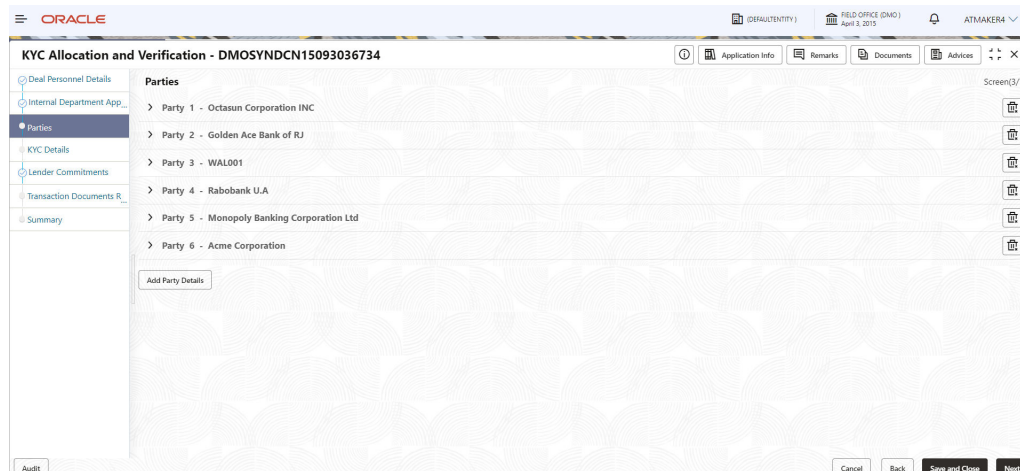 ORACLE
(DEFAULTENTITY )
FIELD OFFICE (DMO )
April 3, 2015
ATMAKER4
KYC Allocation and Verification - DMOSYNDCN15093036734
Application Info
Remarks
Documents
Advices
Deal Personnel Details
Internal Department App...
Parties
KYC Details
Lender Commitments
Transaction Documents R...
Summary
Parties
Screen(3/
Party 1 - Octasun Corporation INC
Party 2 - Golden Ace Bank of RJ
Party 3 - WAL001
Party 4 - Rabobank U.A
Party 5 - Monopoly Banking Corporation Ltd
Party 6 - Acme Corporation
Add Party Details
Audit
Cancel
Back
Save and Close
Next